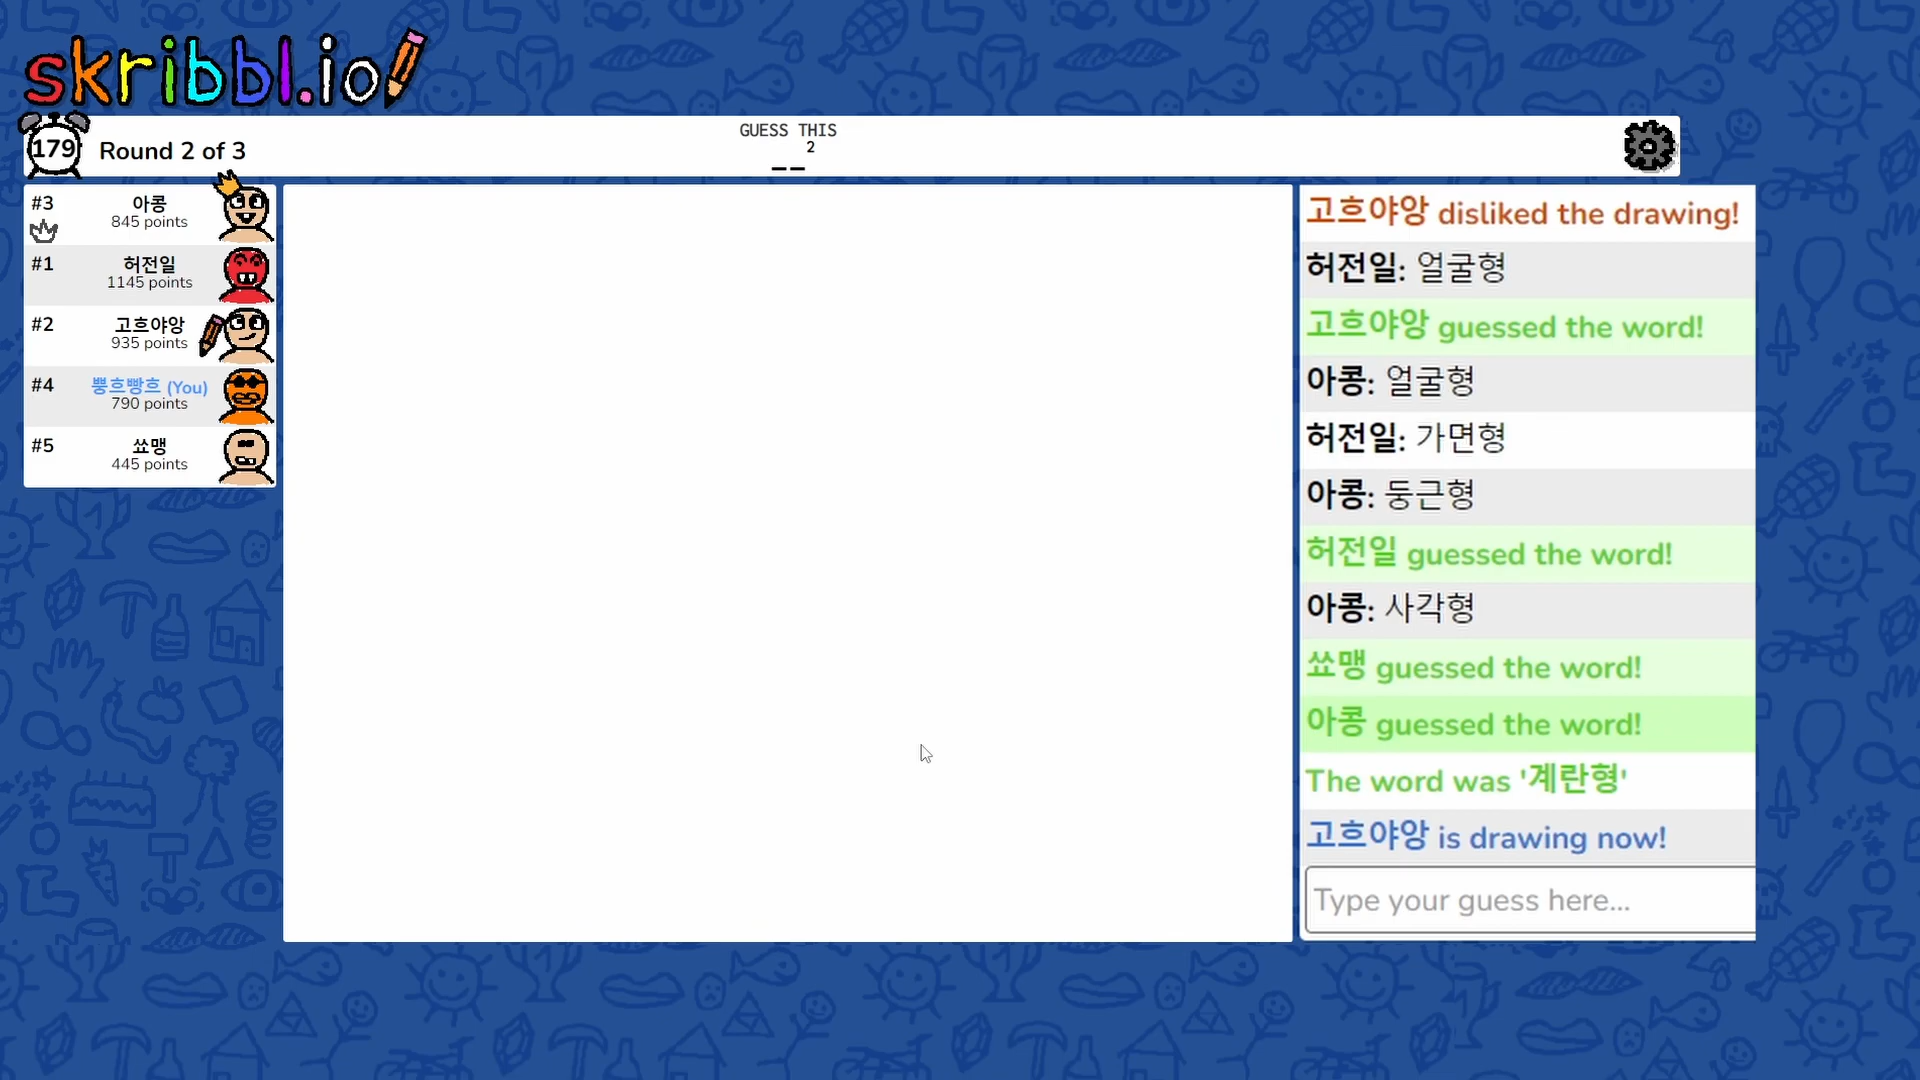 skribbl.io
179
Round 2 of 3
GUESS THIS
2
_ _
#3
아콩
845 points
#1
허전일
1145 points
#2
고흐야앙
935 points
#4
뿡흐빵흐 (You)
790 points
#5
쑈맹
445 points
고흐야앙 disliked the drawing!
허전일: 얼굴형
고흐야앙 guessed the word!
아콩: 얼굴형
허전일: 가면형
아콩: 둥근형
허전일 guessed the word!
아콩: 사각형
쑈맹 guessed the word!
아콩 guessed the word!
The word was '계란형'
고흐야앙 is drawing now!
Type your guess here...